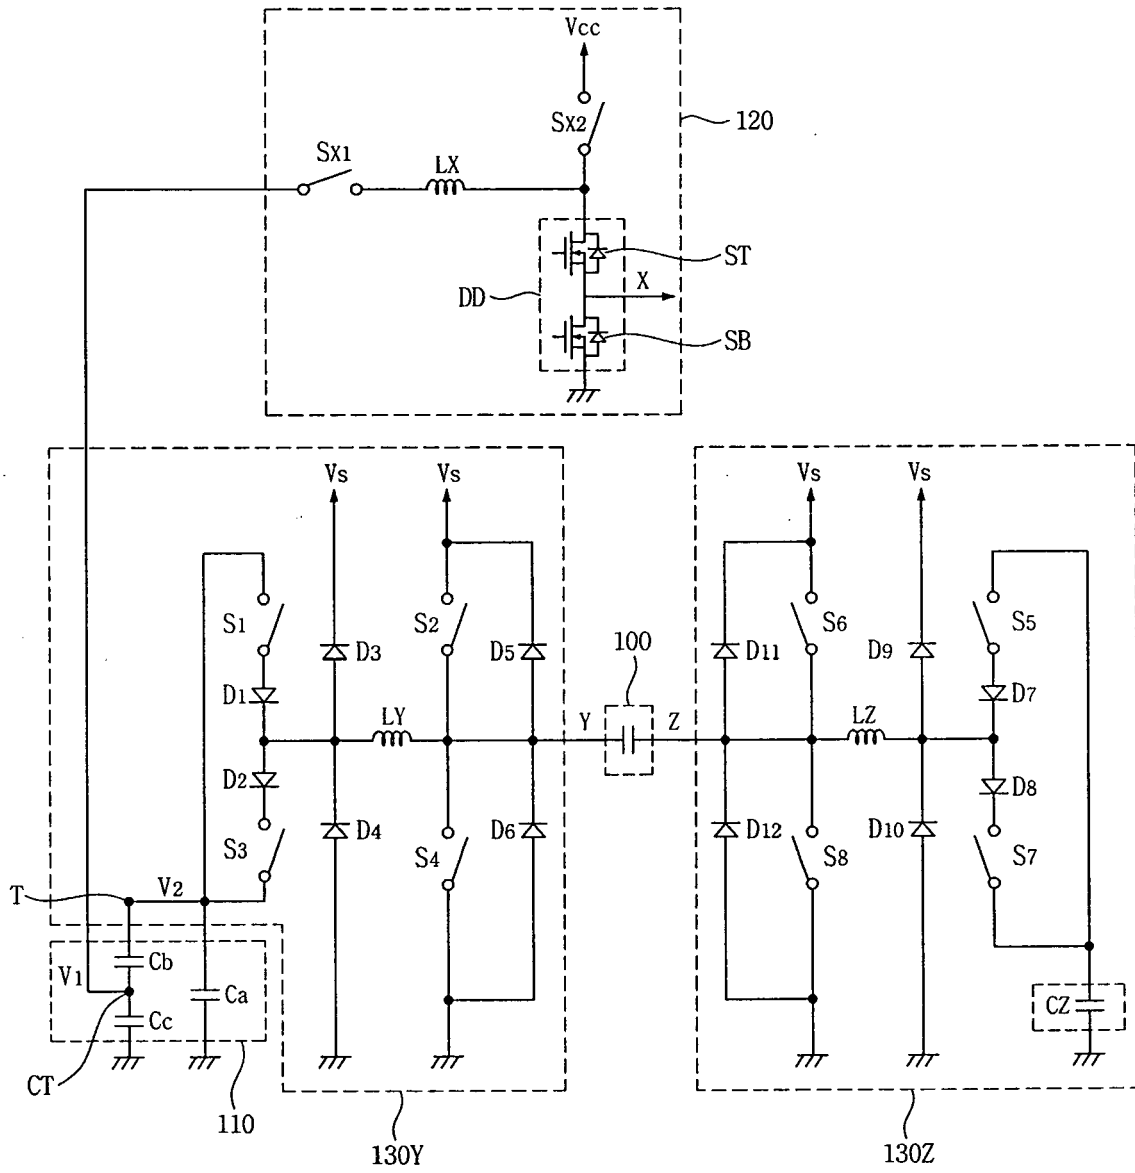 Vcc
SX2
120
SX1
LX
ST
DD
X
SB
Vs
Vs
Vs
Vs
S1
S2
S6
S5
D3
D5
100
D11
D9
D1
D7
LY
Y
Z
LZ
D2
D8
S3
D4
S4
D6
D12
S8
D10
S7
T
V2
V1
Cb
Ca
Cc
CZ
CT
110
130Y
130Z